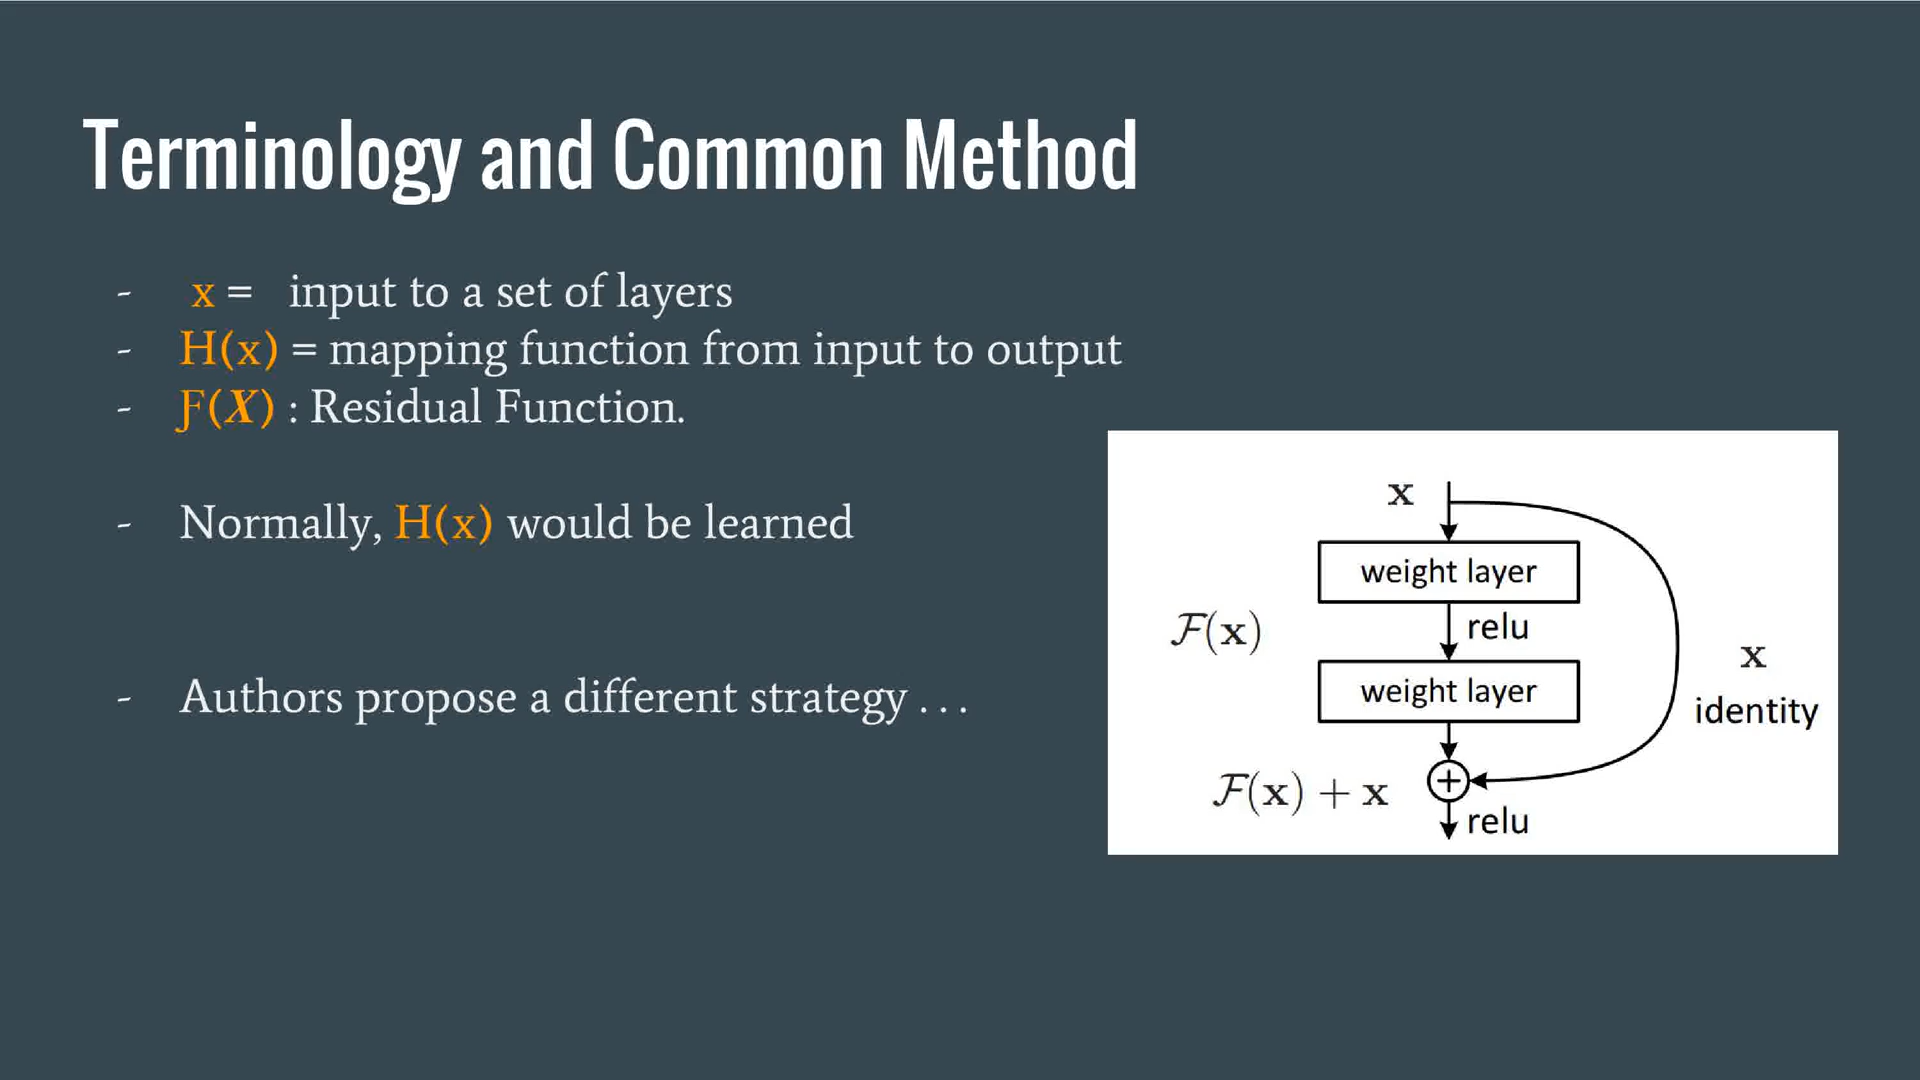 Terminology and Common Method
- x = input to a set of layers
- H(x) = mapping function from input to output
- Ƒ(X) : Residual Function.
- Normally, H(x) would be learned
- Authors propose a different strategy . . .
x
weight layer
relu
F(x)
weight layer
x
identity
F(x) + x
+
relu